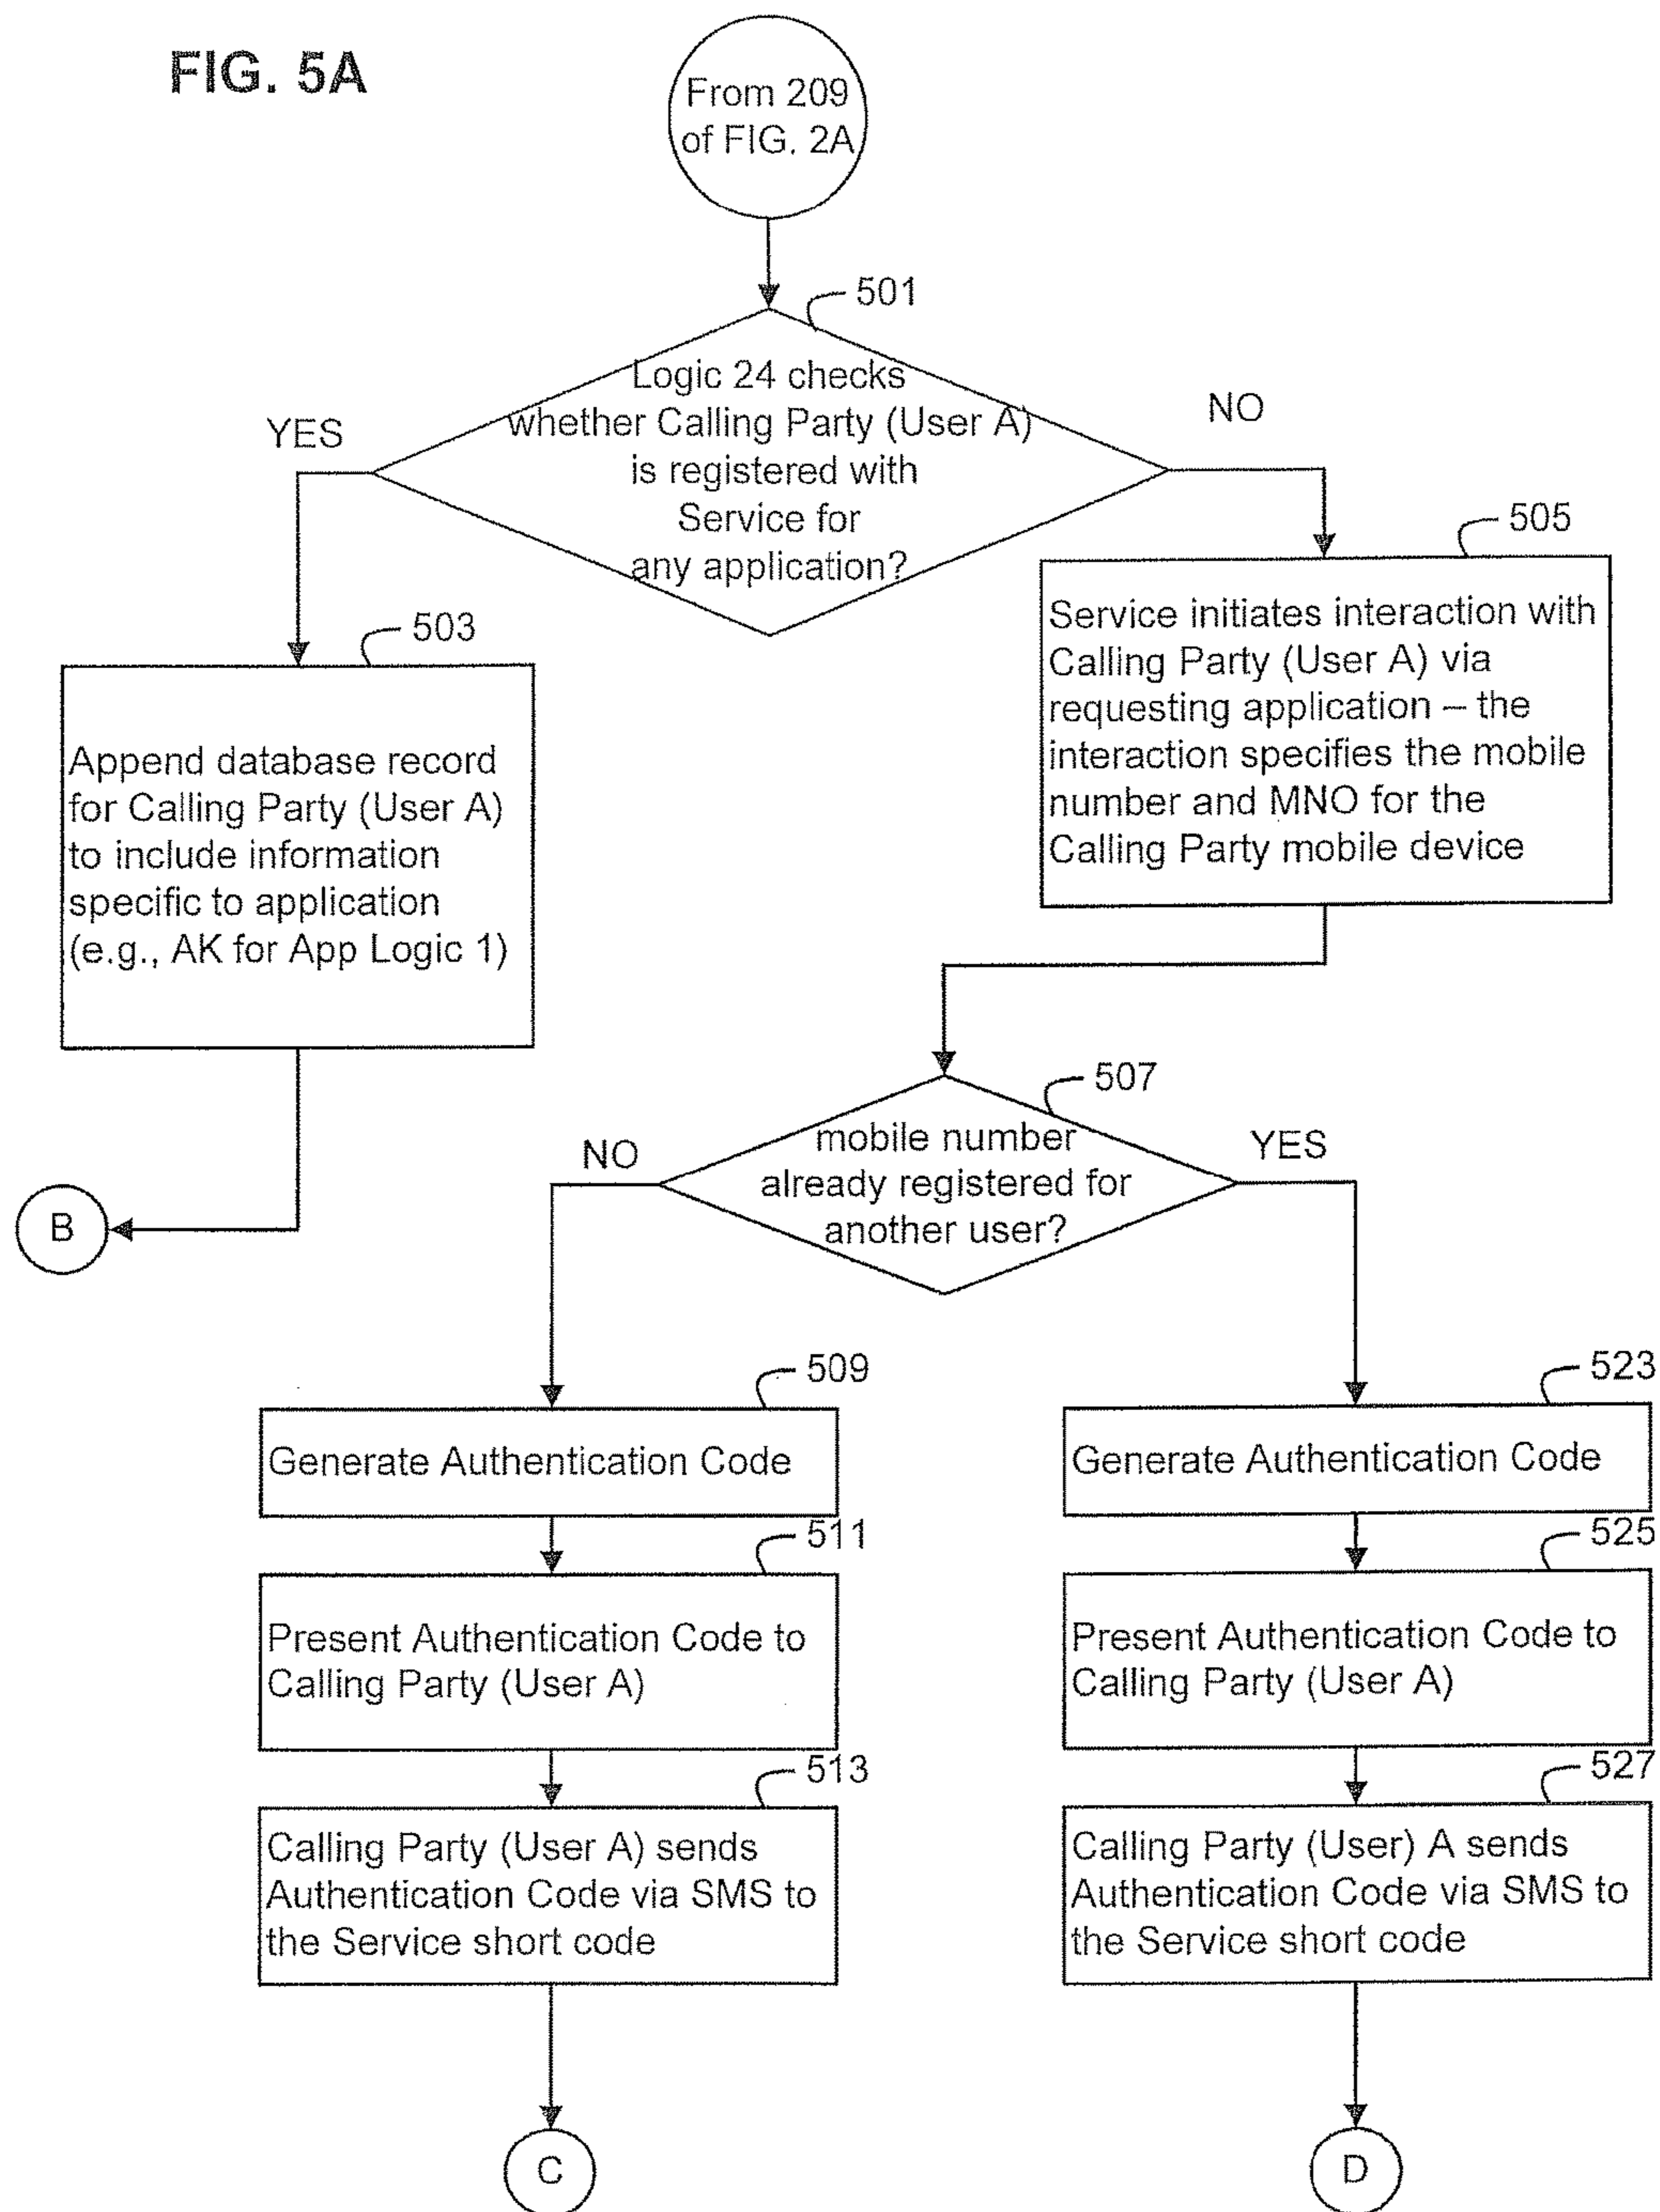 FIG. 5A
From 209
of FIG. 2A
501
Logic 24 checks
whether Calling Party (User A)
is registered with
Service for
any application?
YES
NO
503
Append database record
for Calling Party (User A)
to include information
specific to application
(e.g., AK for App Logic 1)
B
505
Service initiates interaction with
Calling Party (User A) via
requesting application – the
interaction specifies the mobile
number and MNO for the
Calling Party mobile device
507
mobile number
already registered for
another user?
NO
YES
509
Generate Authentication Code
511
Present Authentication Code to
Calling Party (User A)
513
Calling Party (User A) sends
Authentication Code via SMS to
the Service short code
C
523
Generate Authentication Code
525
Present Authentication Code to
Calling Party (User A)
527
Calling Party (User) A sends
Authentication Code via SMS to
the Service short code
D